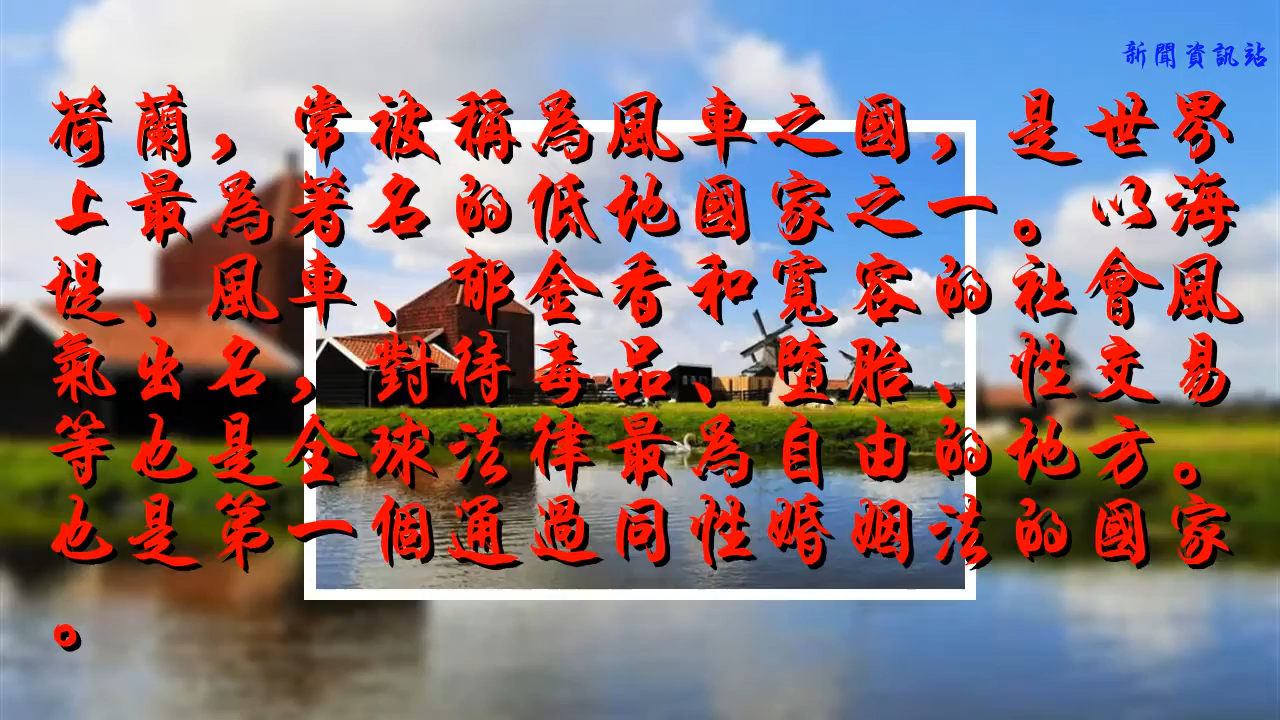 新聞資訊站
荷蘭，常被稱為風車之國，是世界
上最為著名的低地國家之一。以海
堤、風車、郁金香和寬容的社會風
氣出名，對待毒品、墮胎、性交易
等也是全球法律最為自由的地方。
也是第一個通過同性婚姻法的國家
。